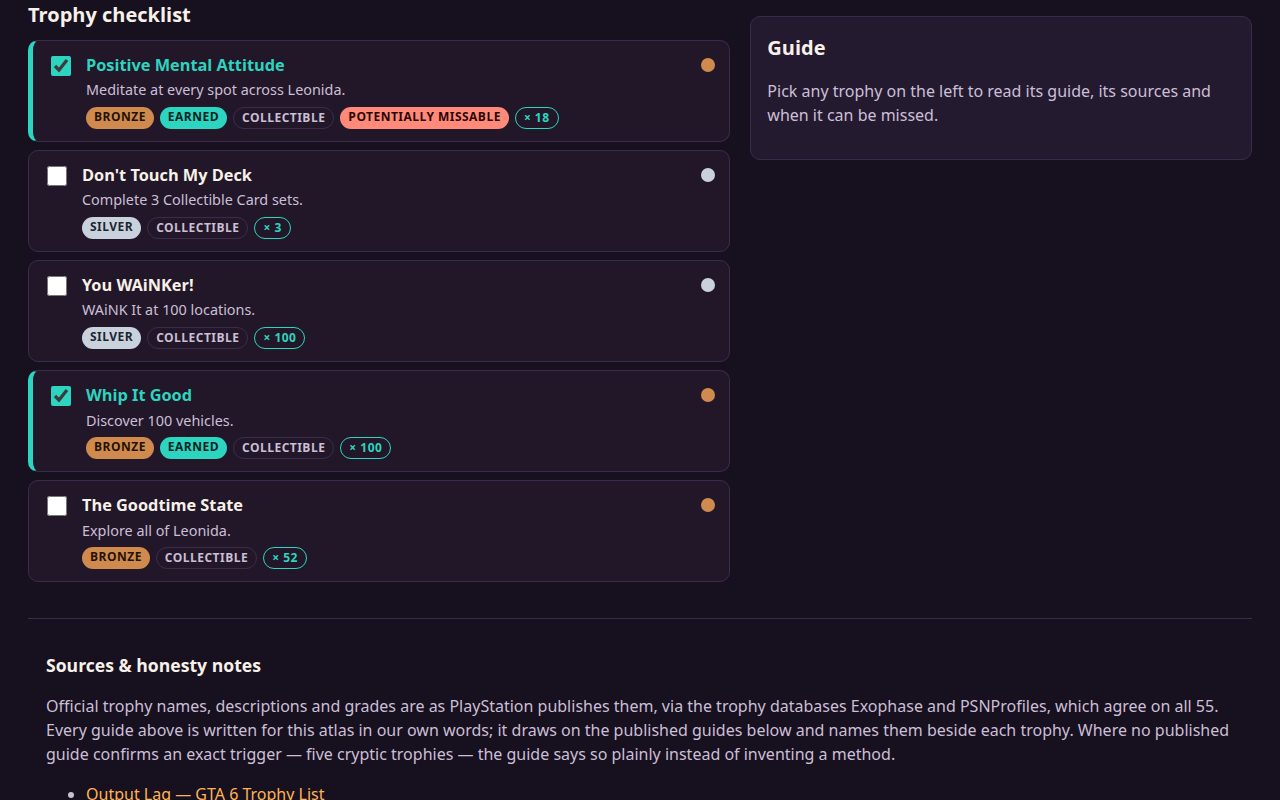 Trophy checklist
Positive Mental Attitude
Meditate at every spot across Leonida.
BRONZE EARNED COLLECTIBLE POTENTIALLY MISSABLE × 18
Don't Touch My Deck
Complete 3 Collectible Card sets.
SILVER COLLECTIBLE × 3
You WAiNKer!
WAiNK It at 100 locations.
SILVER COLLECTIBLE × 100
Whip It Good
Discover 100 vehicles.
BRONZE EARNED COLLECTIBLE × 100
The Goodtime State
Explore all of Leonida.
BRONZE COLLECTIBLE × 52
Guide
Pick any trophy on the left to read its guide, its sources and
when it can be missed.
Sources & honesty notes
Official trophy names, descriptions and grades are as PlayStation publishes them, via the trophy databases Exophase and PSNProfiles, which agree on all 55.
Every guide above is written for this atlas in our own words; it draws on the published guides below and names them beside each trophy. Where no published
guide confirms an exact trigger — five cryptic trophies — the guide says so plainly instead of inventing a method.
Output Lag — GTA 6 Trophy List